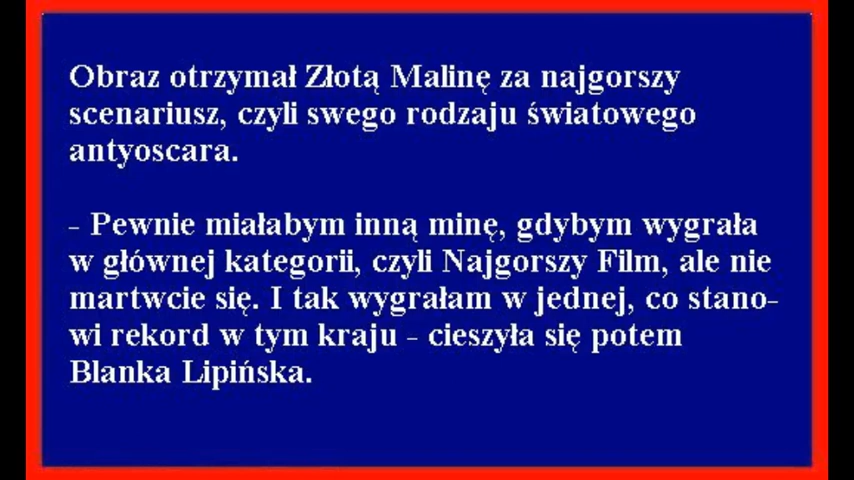 Obraz otrzymał Złotą Malinę za najgorszy
scenariusz, czyli swego rodzaju światowego
antyoscara.
- Pewnie miałabym inną minę, gdybym wygrała
w głównej kategorii, czyli Najgorszy Film, ale nie
martwcie się. I tak wygrałam w jednej, co stano-
wi rekord w tym kraju - cieszyła się potem
Blanka Lipińska.